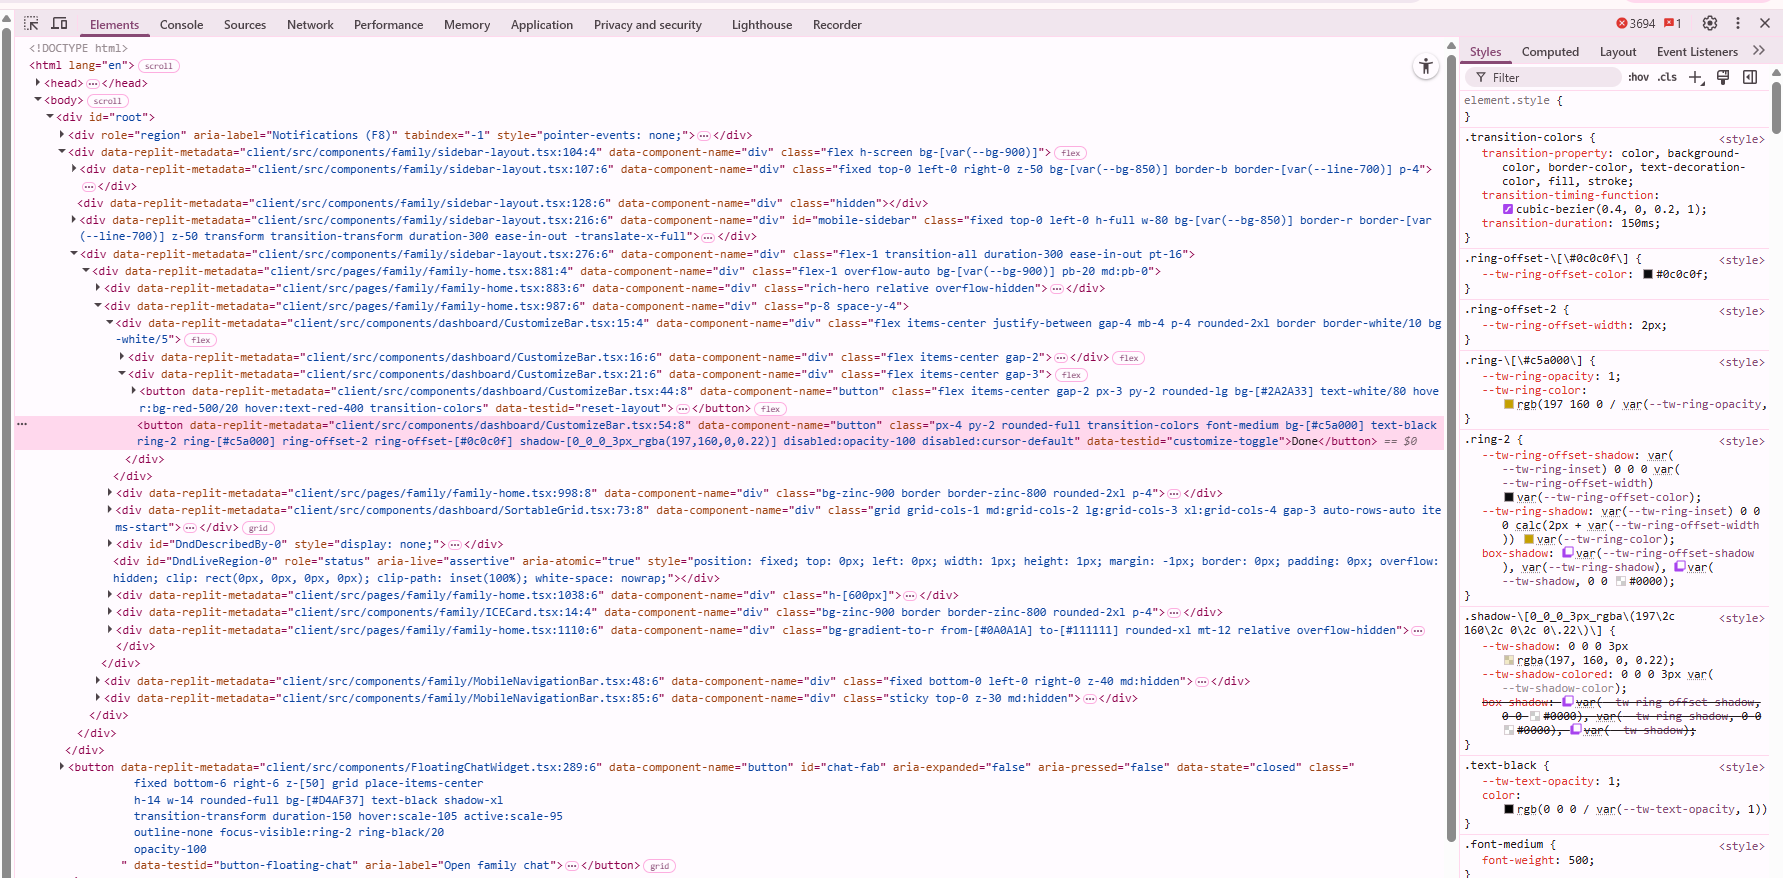 Elements Console Sources Network Performance Memory Application Privacy and security Lighthouse Recorder 3694 1
<!DOCTYPE html>
<html lang="en"> scroll
<head> </head>
<body> scroll
<div id="root">
<div role="region" aria-label="Notifications (F8)" tabindex="-1" style="pointer-events: none;"> </div>
<div data-replit-metadata="client/src/components/family/sidebar-layout.tsx:104:4" data-component-name="div" class="flex h-screen bg-[var(--bg-900)]"> flex
<div data-replit-metadata="client/src/components/family/sidebar-layout.tsx:107:6" data-component-name="div" class="fixed top-0 left-0 right-0 z-50 bg-[var(--bg-850)] border-b border-[var(--line-700)] p-4">
</div>
<div data-replit-metadata="client/src/components/family/sidebar-layout.tsx:128:6" data-component-name="div" class="hidden"></div>
<div data-replit-metadata="client/src/components/family/sidebar-layout.tsx:216:6" data-component-name="div" id="mobile-sidebar" class="fixed top-0 left-0 h-full w-80 bg-[var(--bg-850)] border-r border-[var
(--line-700)] z-50 transform transition-transform duration-300 ease-in-out -translate-x-full"> </div>
<div data-replit-metadata="client/src/components/family/sidebar-layout.tsx:276:6" data-component-name="div" class="flex-1 transition-all duration-300 ease-in-out pt-16">
<div data-replit-metadata="client/src/pages/family/family-home.tsx:881:4" data-component-name="div" class="flex-1 overflow-auto bg-[var(--bg-900)] pb-20 md:pb-0">
<div data-replit-metadata="client/src/pages/family/family-home.tsx:883:6" data-component-name="div" class="rich-hero relative overflow-hidden"> </div>
<div data-replit-metadata="client/src/pages/family/family-home.tsx:987:6" data-component-name="div" class="p-8 space-y-4">
<div data-replit-metadata="client/src/components/dashboard/CustomizeBar.tsx:15:4" data-component-name="div" class="flex items-center justify-between gap-4 mb-4 p-4 rounded-2xl border border-white/10 bg
-white/5"> flex
<div data-replit-metadata="client/src/components/dashboard/CustomizeBar.tsx:16:6" data-component-name="div" class="flex items-center gap-2"> </div> flex
<div data-replit-metadata="client/src/components/dashboard/CustomizeBar.tsx:21:6" data-component-name="div" class="flex items-center gap-3"> flex
<button data-replit-metadata="client/src/components/dashboard/CustomizeBar.tsx:44:8" data-component-name="button" class="flex items-center gap-2 px-3 py-2 rounded-lg bg-[#2A2A33] text-white/80 hove
r:bg-red-500/20 hover:text-red-400 transition-colors" data-testid="reset-layout"> </button> flex
<button data-replit-metadata="client/src/components/dashboard/CustomizeBar.tsx:54:8" data-component-name="button" class="px-4 py-2 rounded-full transition-colors font-medium bg-[#c5a000] text-black
ring-2 ring-[#c5a000] ring-offset-2 ring-offset-[#0c0c0f] shadow-[0_0_0_3px_rgba(197,160,0,0.22)] disabled:opacity-100 disabled:cursor-default" data-testid="customize-toggle">Done</button> == $0
</div>
</div>
<div data-replit-metadata="client/src/pages/family/family-home.tsx:998:8" data-component-name="div" class="bg-zinc-900 border border-zinc-800 rounded-2xl p-4"> </div>
<div data-replit-metadata="client/src/components/dashboard/SortableGrid.tsx:73:8" data-component-name="div" class="grid grid-cols-1 md:grid-cols-2 lg:grid-cols-3 xl:grid-cols-4 gap-3 auto-rows-auto ite
ms-start"> </div> grid
<div id="DndDescribedBy-0" style="display: none;"> </div>
<div id="DndLiveRegion-0" role="status" aria-live="assertive" aria-atomic="true" style="position: fixed; top: 0px; left: 0px; width: 1px; height: 1px; margin: -1px; border: 0px; padding: 0px; overflow:
hidden; clip: rect(0px, 0px, 0px, 0px); clip-path: inset(100%); white-space: nowrap;"></div>
<div data-replit-metadata="client/src/pages/family/family-home.tsx:1038:6" data-component-name="div" class="h-[600px]"> </div>
<div data-replit-metadata="client/src/components/family/ICECard.tsx:14:4" data-component-name="div" class="bg-zinc-900 border border-zinc-800 rounded-2xl p-4"> </div>
<div data-replit-metadata="client/src/pages/family/family-home.tsx:1110:6" data-component-name="div" class="bg-gradient-to-r from-[#0A0A1A] to-[#111111] rounded-xl mt-12 relative overflow-hidden">
</div>
</div>
<div data-replit-metadata="client/src/components/family/MobileNavigationBar.tsx:48:6" data-component-name="div" class="fixed bottom-0 left-0 right-0 z-40 md:hidden"> </div>
<div data-replit-metadata="client/src/components/family/MobileNavigationBar.tsx:85:6" data-component-name="div" class="sticky top-0 z-30 md:hidden"> </div>
</div>
</div>
</div>
<button data-replit-metadata="client/src/components/FloatingChatWidget.tsx:289:6" data-component-name="button" id="chat-fab" aria-expanded="false" aria-pressed="false" data-state="closed" class="
fixed bottom-6 right-6 z-[50] grid place-items-center
h-14 w-14 rounded-full bg-[#D4AF37] text-black shadow-xl
transition-transform duration-150 hover:scale-105 active:scale-95
outline-none focus-visible:ring-2 ring-black/20
opacity-100
" data-testid="button-floating-chat" aria-label="Open family chat"> </button> grid
Styles Computed Layout Event Listeners
Filter :hov .cls
element.style {
}
.transition-colors { <style>
transition-property: color, background-
color, border-color, text-decoration-
color, fill, stroke;
transition-timing-function:
cubic-bezier(0.4, 0, 0.2, 1);
transition-duration: 150ms;
}
.ring-offset-\[\#0c0c0f\] { <style>
--tw-ring-offset-color: #0c0c0f;
}
.ring-offset-2 { <style>
--tw-ring-offset-width: 2px;
}
.ring-\[\#c5a000\] { <style>
--tw-ring-opacity: 1;
--tw-ring-color:
rgb(197 160 0 / var(--tw-ring-opacity,
}
.ring-2 { <style>
--tw-ring-offset-shadow: var(
--tw-ring-inset) 0 0 0 var(
--tw-ring-offset-width)
var(--tw-ring-offset-color);
--tw-ring-shadow: var(--tw-ring-inset) 0 0
0 calc(2px + var(--tw-ring-offset-width
)) var(--tw-ring-color);
box-shadow: var(--tw-ring-offset-shadow
), var(--tw-ring-shadow), var(
--tw-shadow, 0 0 #0000);
}
.shadow-\[0_0_0_3px_rgba\(197\2c <style>
160\2c 0\2c 0\.22\)\] {
--tw-shadow: 0 0 0 3px
rgba(197, 160, 0, 0.22);
--tw-shadow-colored: 0 0 0 3px var(
--tw-shadow-color);
box-shadow: var(--tw-ring-offset-shadow,
0 0 #0000), var(--tw-ring-shadow, 0 0
#0000), var(--tw-shadow);
}
.text-black { <style>
--tw-text-opacity: 1;
color:
rgb(0 0 0 / var(--tw-text-opacity, 1))
}
.font-medium { <style>
font-weight: 500;
}